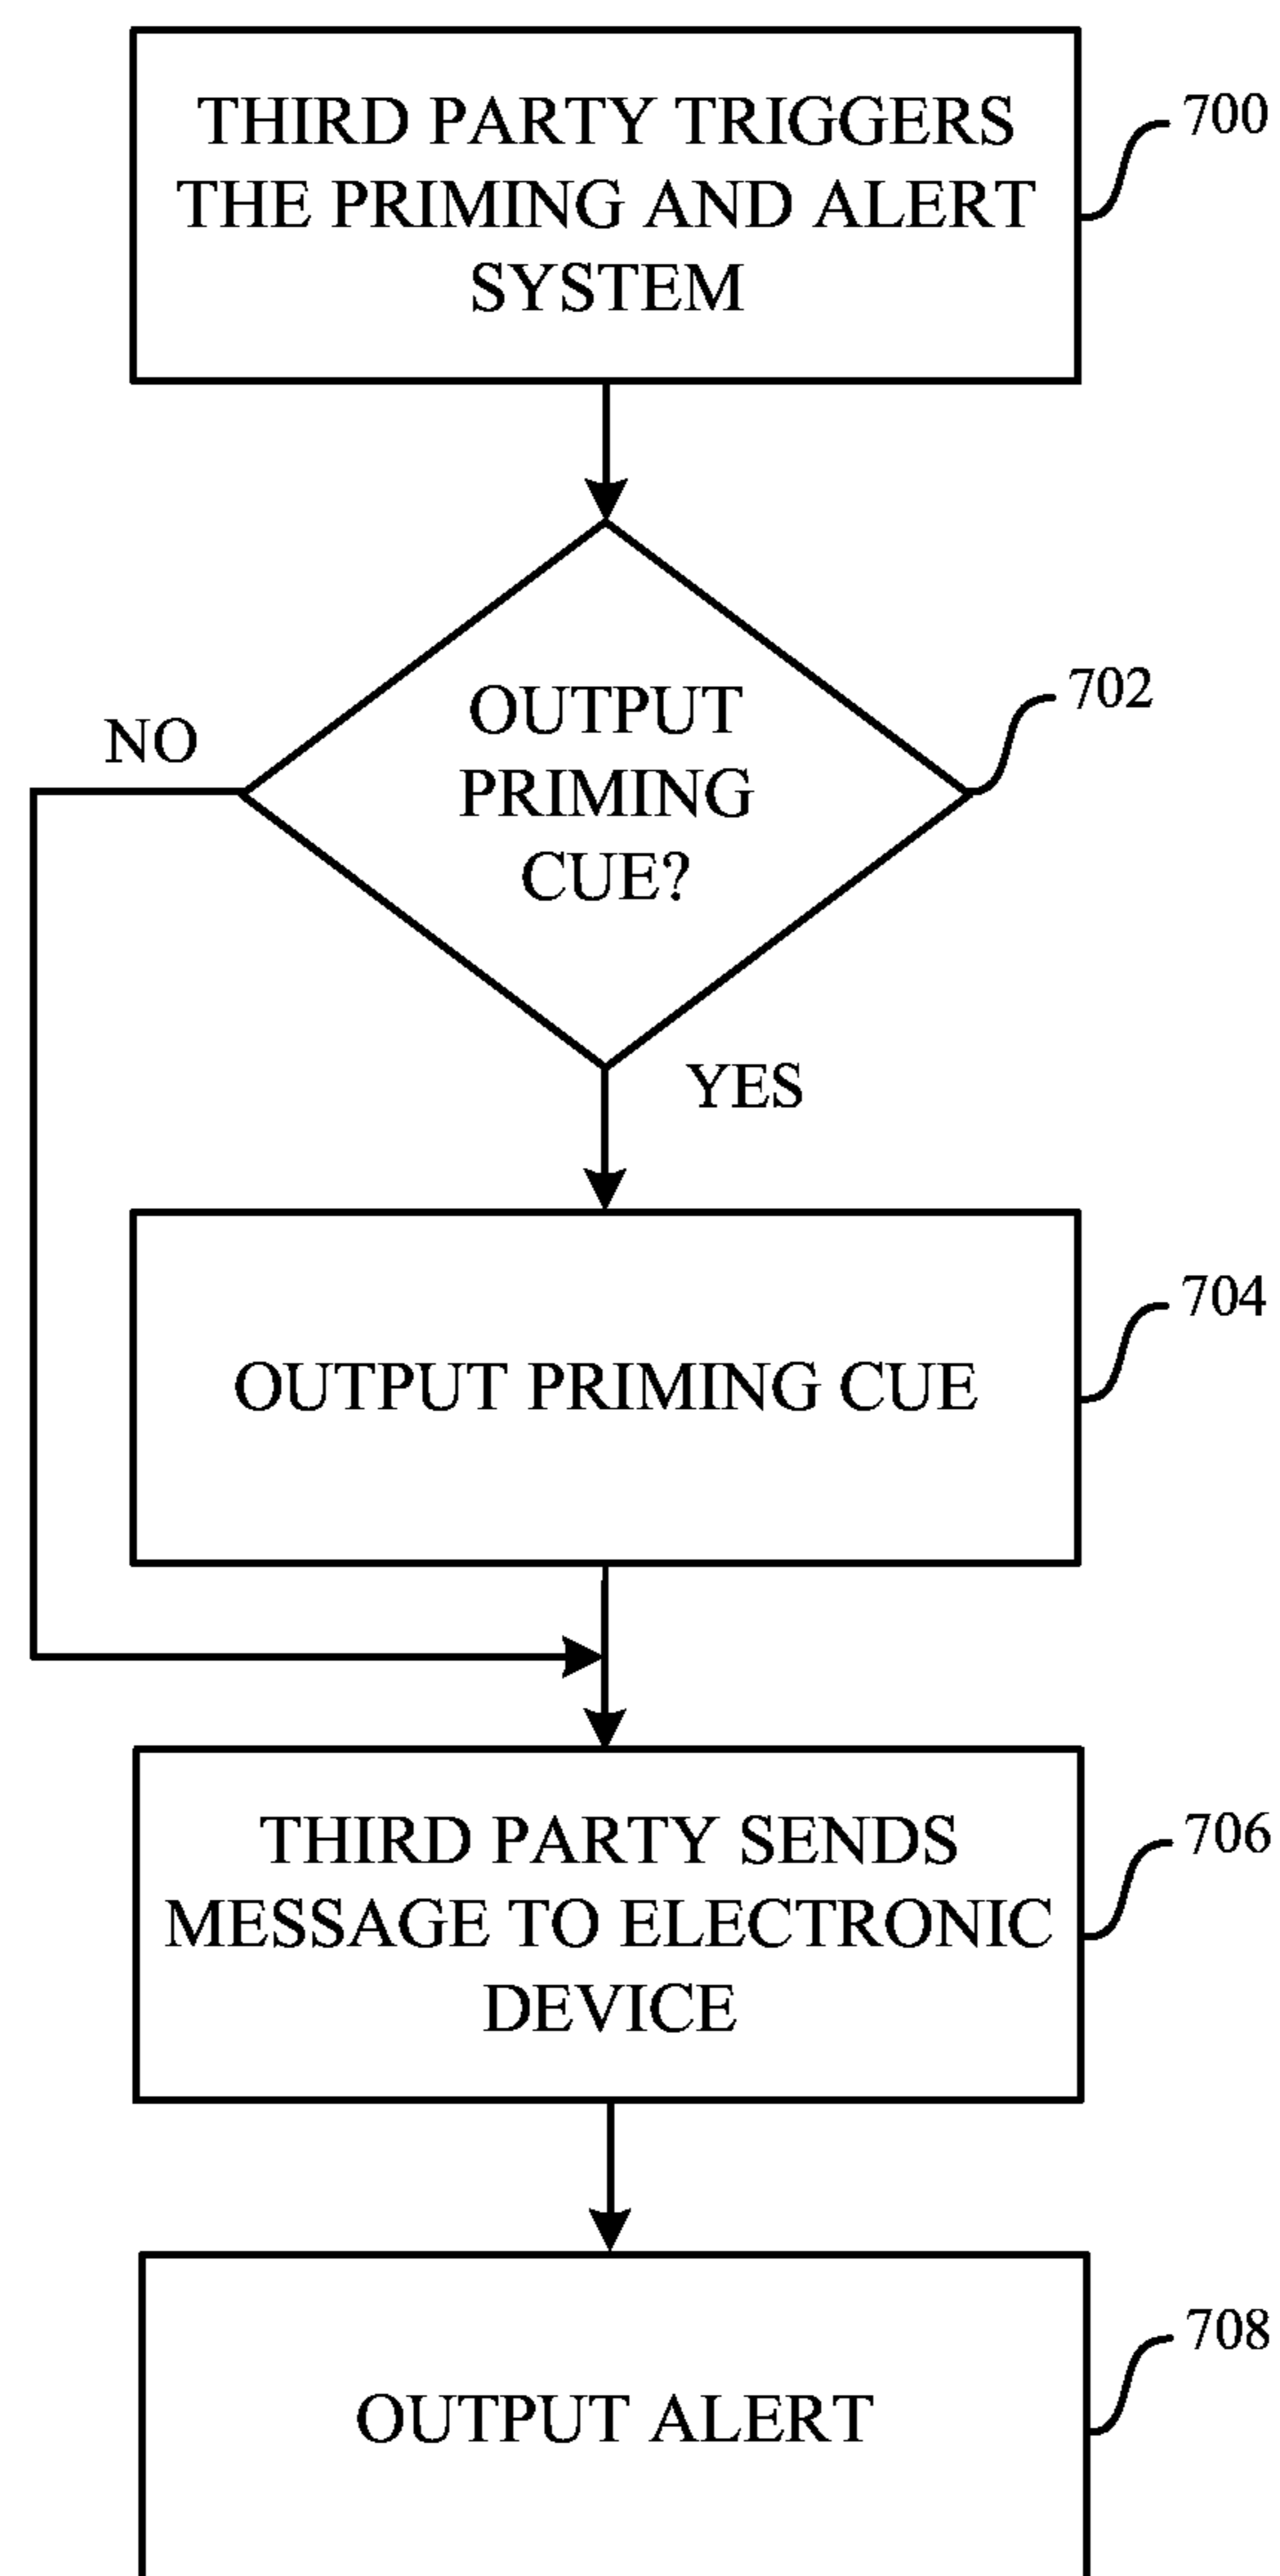 THIRD PARTY TRIGGERS
THE PRIMING AND ALERT
SYSTEM
700
OUTPUT
PRIMING
CUE?
702
NO
YES
OUTPUT PRIMING CUE
704
THIRD PARTY SENDS
MESSAGE TO ELECTRONIC
DEVICE
706
OUTPUT ALERT
708